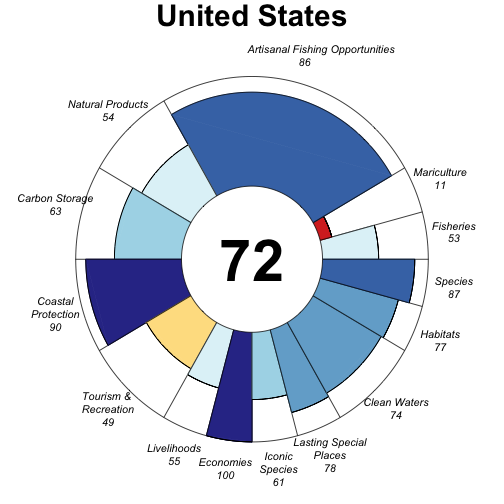 United States
Artisanal Fishing Opportunities
86
Natural Products
54
Mariculture
11
Carbon Storage
63
Fisheries
53
72
Species
87
Coastal
Protection
90
Habitats
77
Tourism &
Recreation
49
Clean Waters
74
Livelihoods
55
Economies
100
Iconic
Species
61
Lasting Special
Places
78